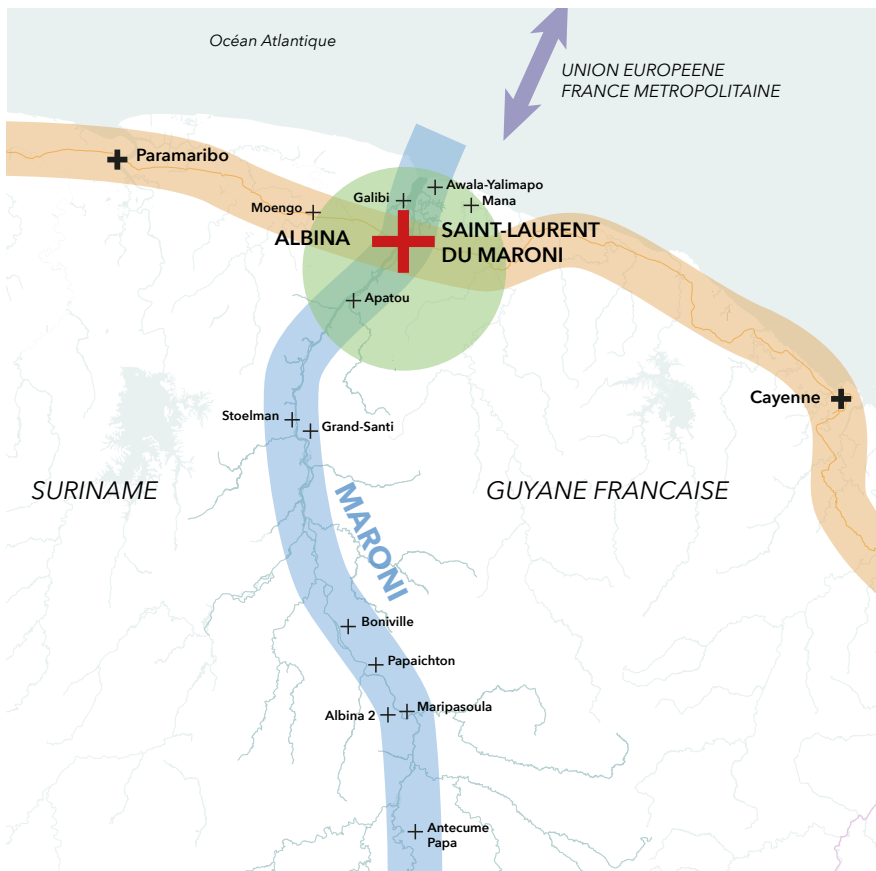 Océan Atlantique
UNION EUROPEENE
FRANCE METROPOLITAINE
Paramaribo
Awala-Yalimapo
Galibi
Mana
Moengo
ALBINA
SAINT-LAURENT
DU MARONI
Apatou
Cayenne
Stoelman
Grand-Santi
SURINAME
GUYANE FRANCAISE
MARONI
Boniville
Papaichton
Albina 2
Maripasoula
Antecume
Papa